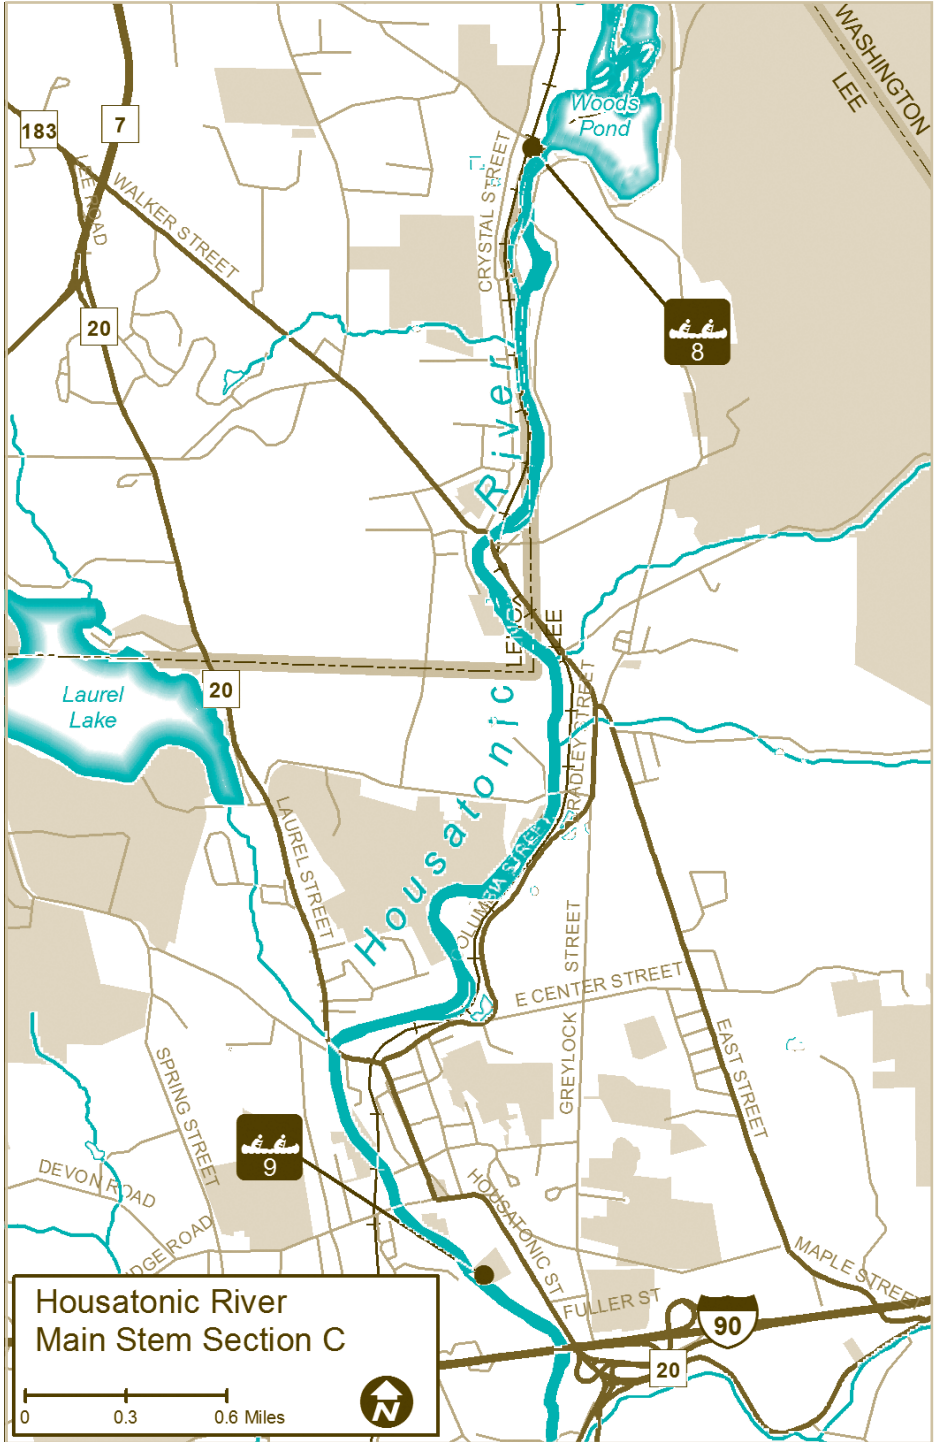 WASHINGTON
LEE
Woods
Pond
183
7
LEE ROAD
WALKER STREET
CRYSTAL STREET
20
8
Housatonic River
LEE
Laurel
Lake
20
BRADLEY STREET
LAUREL STREET
COLUMBIA STREET
E CENTER STREET
GREYLOCK STREET
EAST STREET
SPRING STREET
9
DEVON ROAD
HOUSATONIC ST
MAPLE STREET
FULLER ST
90
20
Housatonic River
Main Stem Section C
0 0.3 0.6 Miles
N